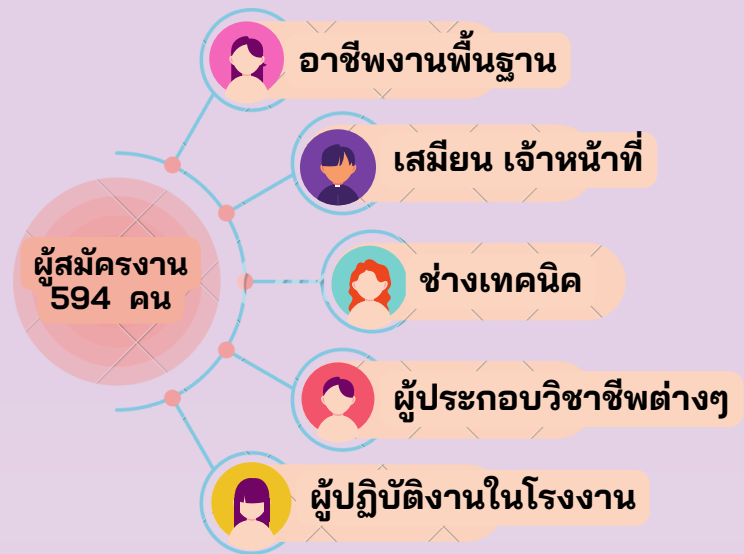 อาชีพงานพื้นฐาน
เสมียน เจ้าหน้าที่
ผู้สมัครงาน
594 คน
ช่างเทคนิค
ผู้ประกอบวิชาชีพต่างๆ
ผู้ปฏิบัติงานในโรงงาน